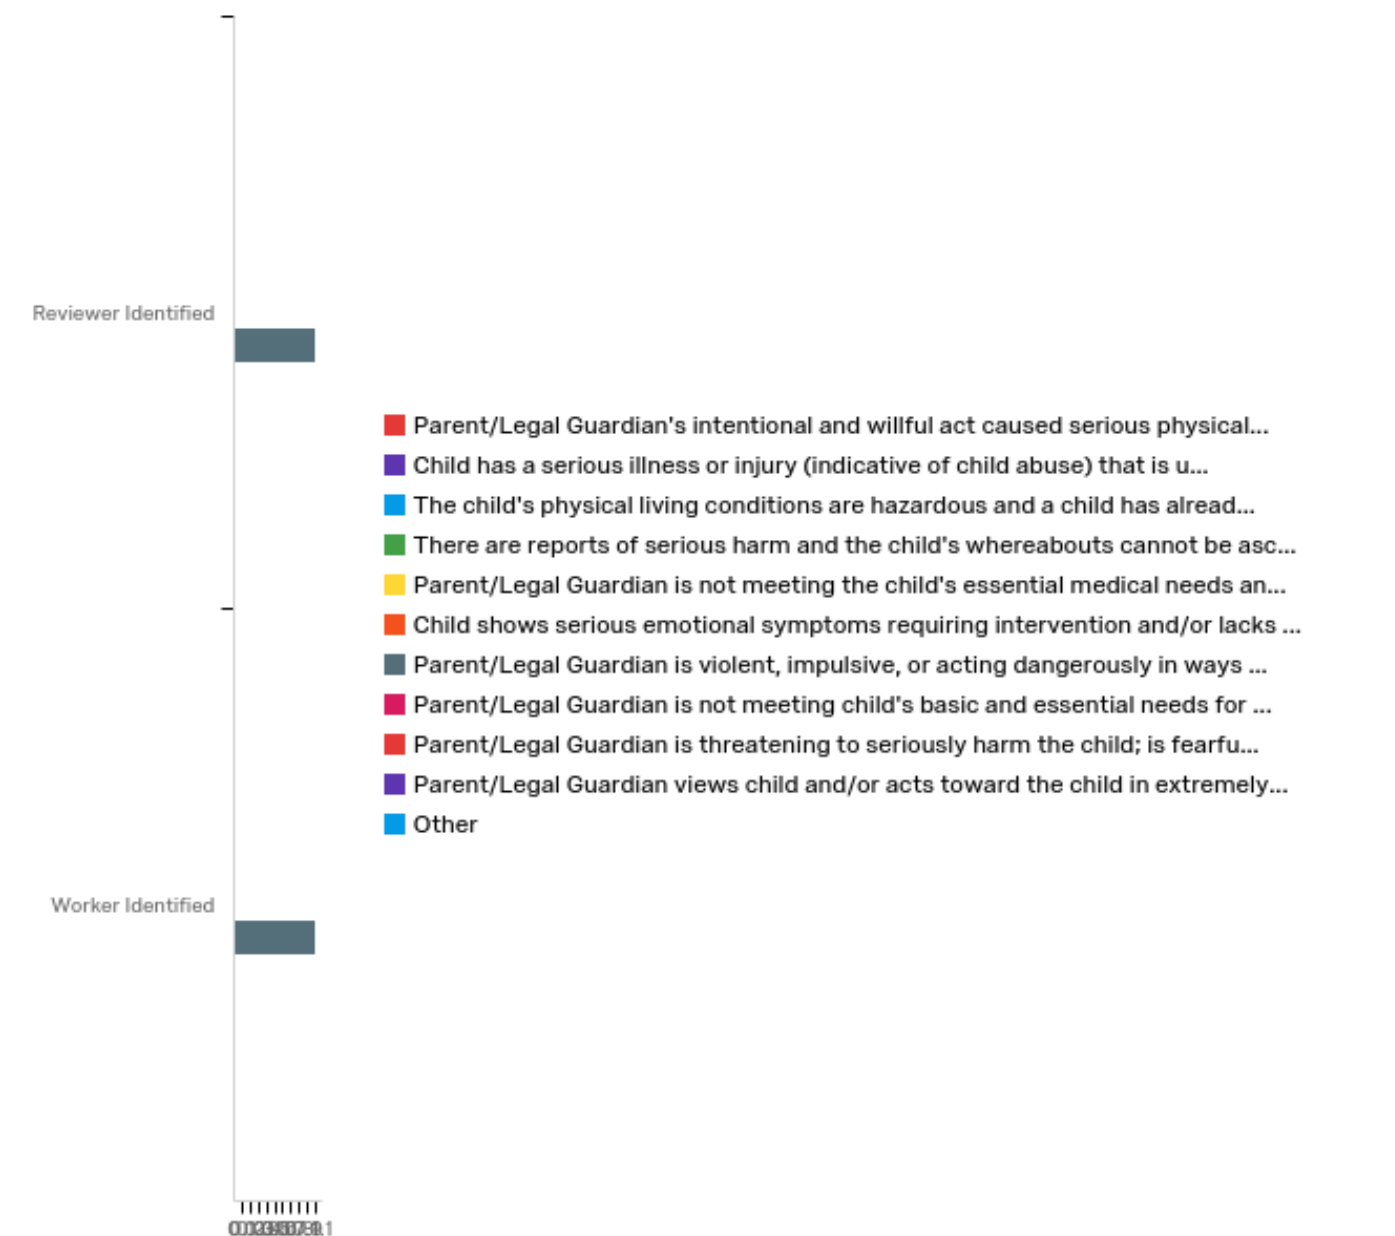 Reviewer Identified
Parent/Legal Guardian's intentional and willful act caused serious physical...
Child has a serious illness or injury (indicative of child abuse) that is u...
The child's physical living conditions are hazardous and a child has alread...
There are reports of serious harm and the child's whereabouts cannot be asc...
Parent/Legal Guardian is not meeting the child's essential medical needs an...
Child shows serious emotional symptoms requiring intervention and/or lacks ...
Parent/Legal Guardian is violent, impulsive, or acting dangerously in ways ...
Parent/Legal Guardian is not meeting child's basic and essential needs for ...
Parent/Legal Guardian is threatening to seriously harm the child; is fearfu...
Parent/Legal Guardian views child and/or acts toward the child in extremely...
Other
Worker Identified